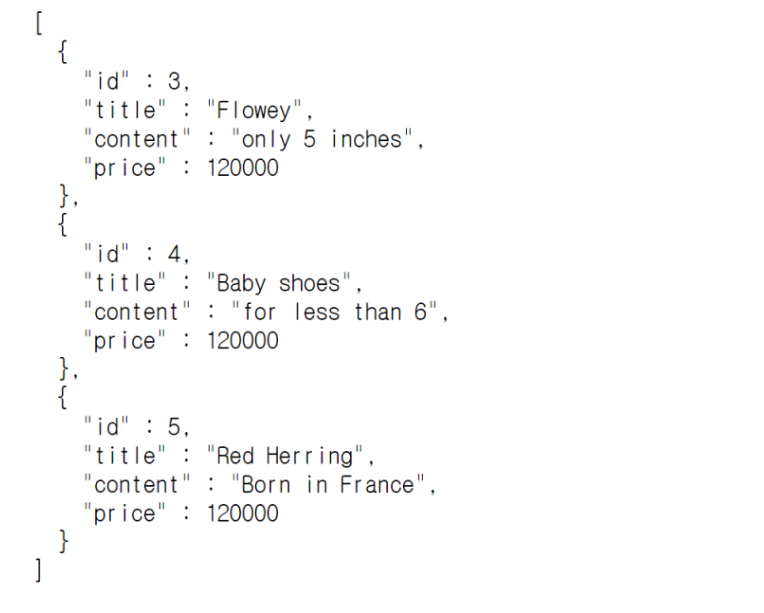 [
  {
    "id" : 3,
    "title" : "Flowey",
    "content" : "only 5 inches",
    "price" : 120000
  },
  {
    "id" : 4,
    "title" : "Baby shoes",
    "content" : "for less than 6",
    "price" : 120000
  },
  {
    "id" : 5,
    "title" : "Red Herring",
    "content" : "Born in France",
    "price" : 120000
  }
]